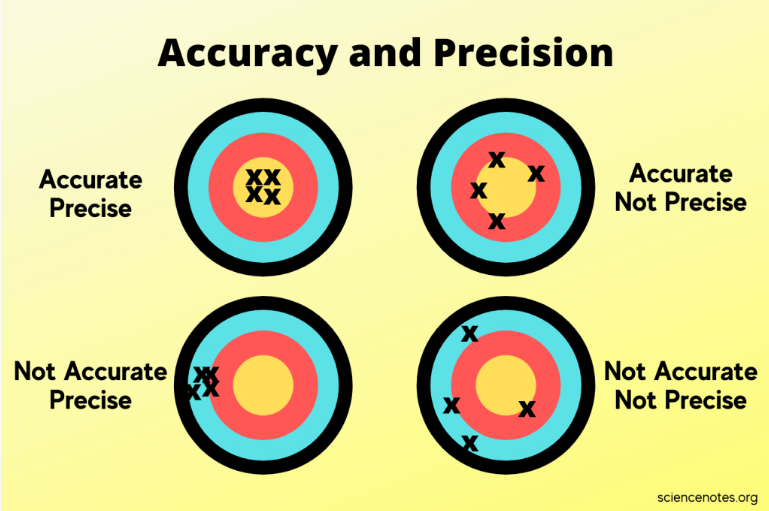 Accuracy and Precision
Accurate
Precise
X X
X X
Accurate
Not Precise
X
X
X
X
Not Accurate
Precise
X X
X X
Not Accurate
Not Precise
X
X
X
X
sciencenotes.org